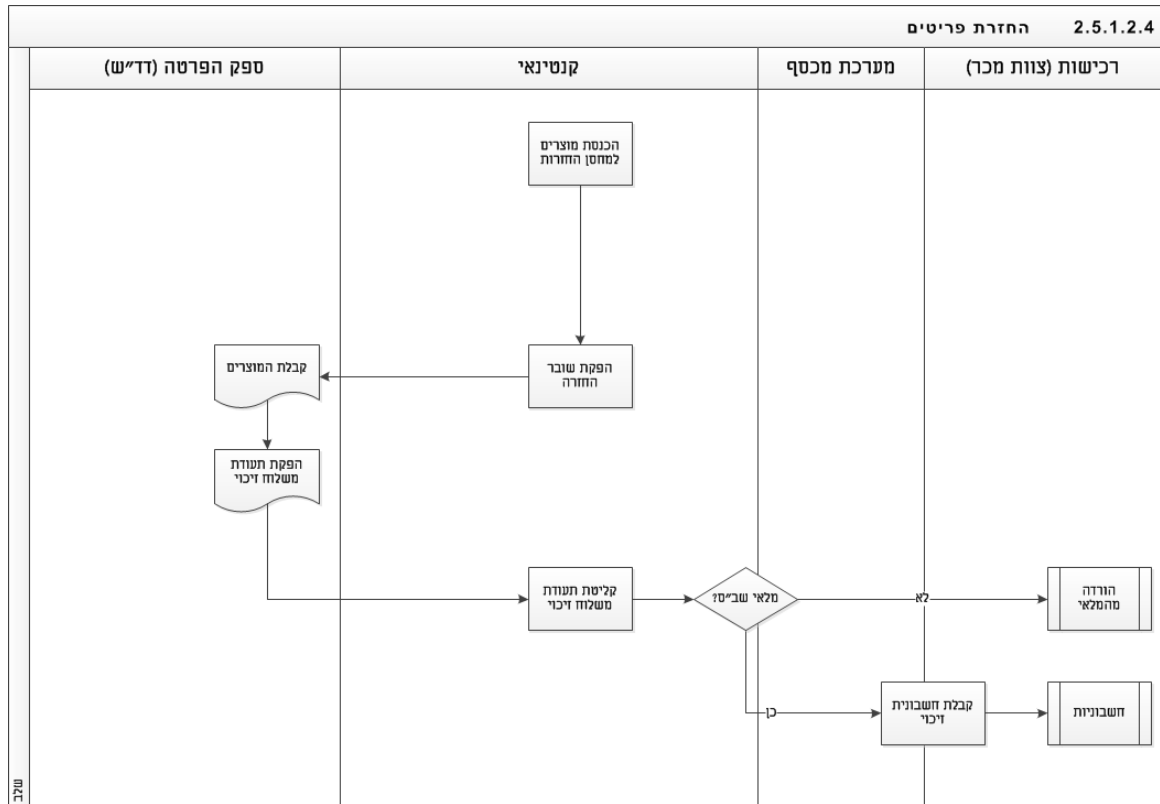 2.5.1.2.4 החזרת פריטים
רכישות (צוות מכר)
מערכת מכסף
קנטינאי
ספק הפרטה (דד"ש)
הכנסת מוצרים
למחסן החזרות
הפקת שובר
החזרה
קבלת המוצרים
הפקת תעודת
משלוח זיכוי
קליטת תעודת
משלוח זיכוי
מלאי שב"ס?
לא
הורדה
מהמלאי
כן
קבלת חשבונית
זיכוי
חשבוניות
שלב